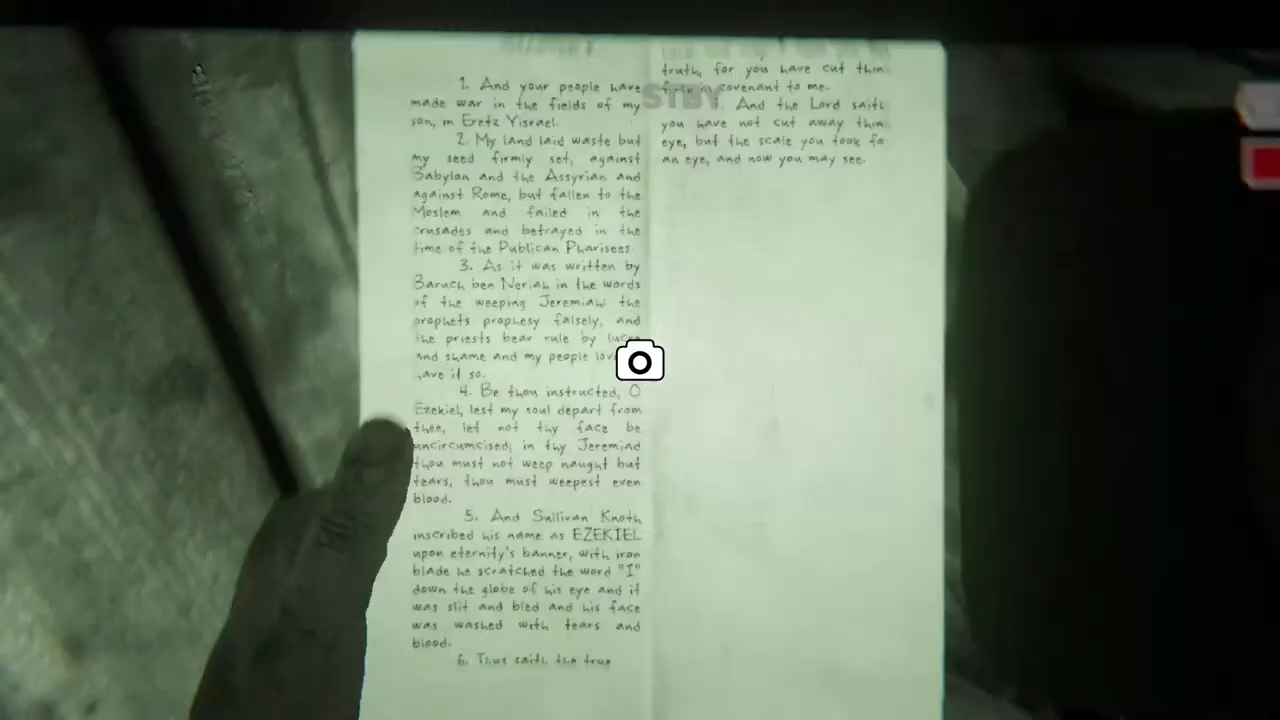 1. And your people have
made war in the fields of my
son, in Eretz Yisrael.
2. My land laid waste but
my seed firmly set, against
Babylon and the Assyrian and
against Rome, but fallen to the
Moslem and failed in the
crusades and betrayed in the
time of the Publican Pharisees.
3. As it was written by
Baruch ben Neriah in the words
of the weeping Jeremiah: the
prophets prophesy falsely, and
the priests bear rule by lucre
and shame and my people
have it so.
4. Be thou instructed, O
Ezekiel, lest my soul depart from
thee, let not thy face be
uncircumcised; in thy Jeremiad
thou must not weep naught but
tears, thou must weepest even
blood.
5. And Sullivan Knoth
inscribed his name as EZEKIEL
upon eternity's banner, with iron
blade he scratched the word "I"
down the globe of his eye and it
was slit and bled and his face
was washed with tears and
blood.
6. Thus saith the true
truth, for you have cut thin
covenant to me.
And the Lord saith
you have not cut away thin
eye, but the scale you took fo
an eye, and now you may see.
STBY